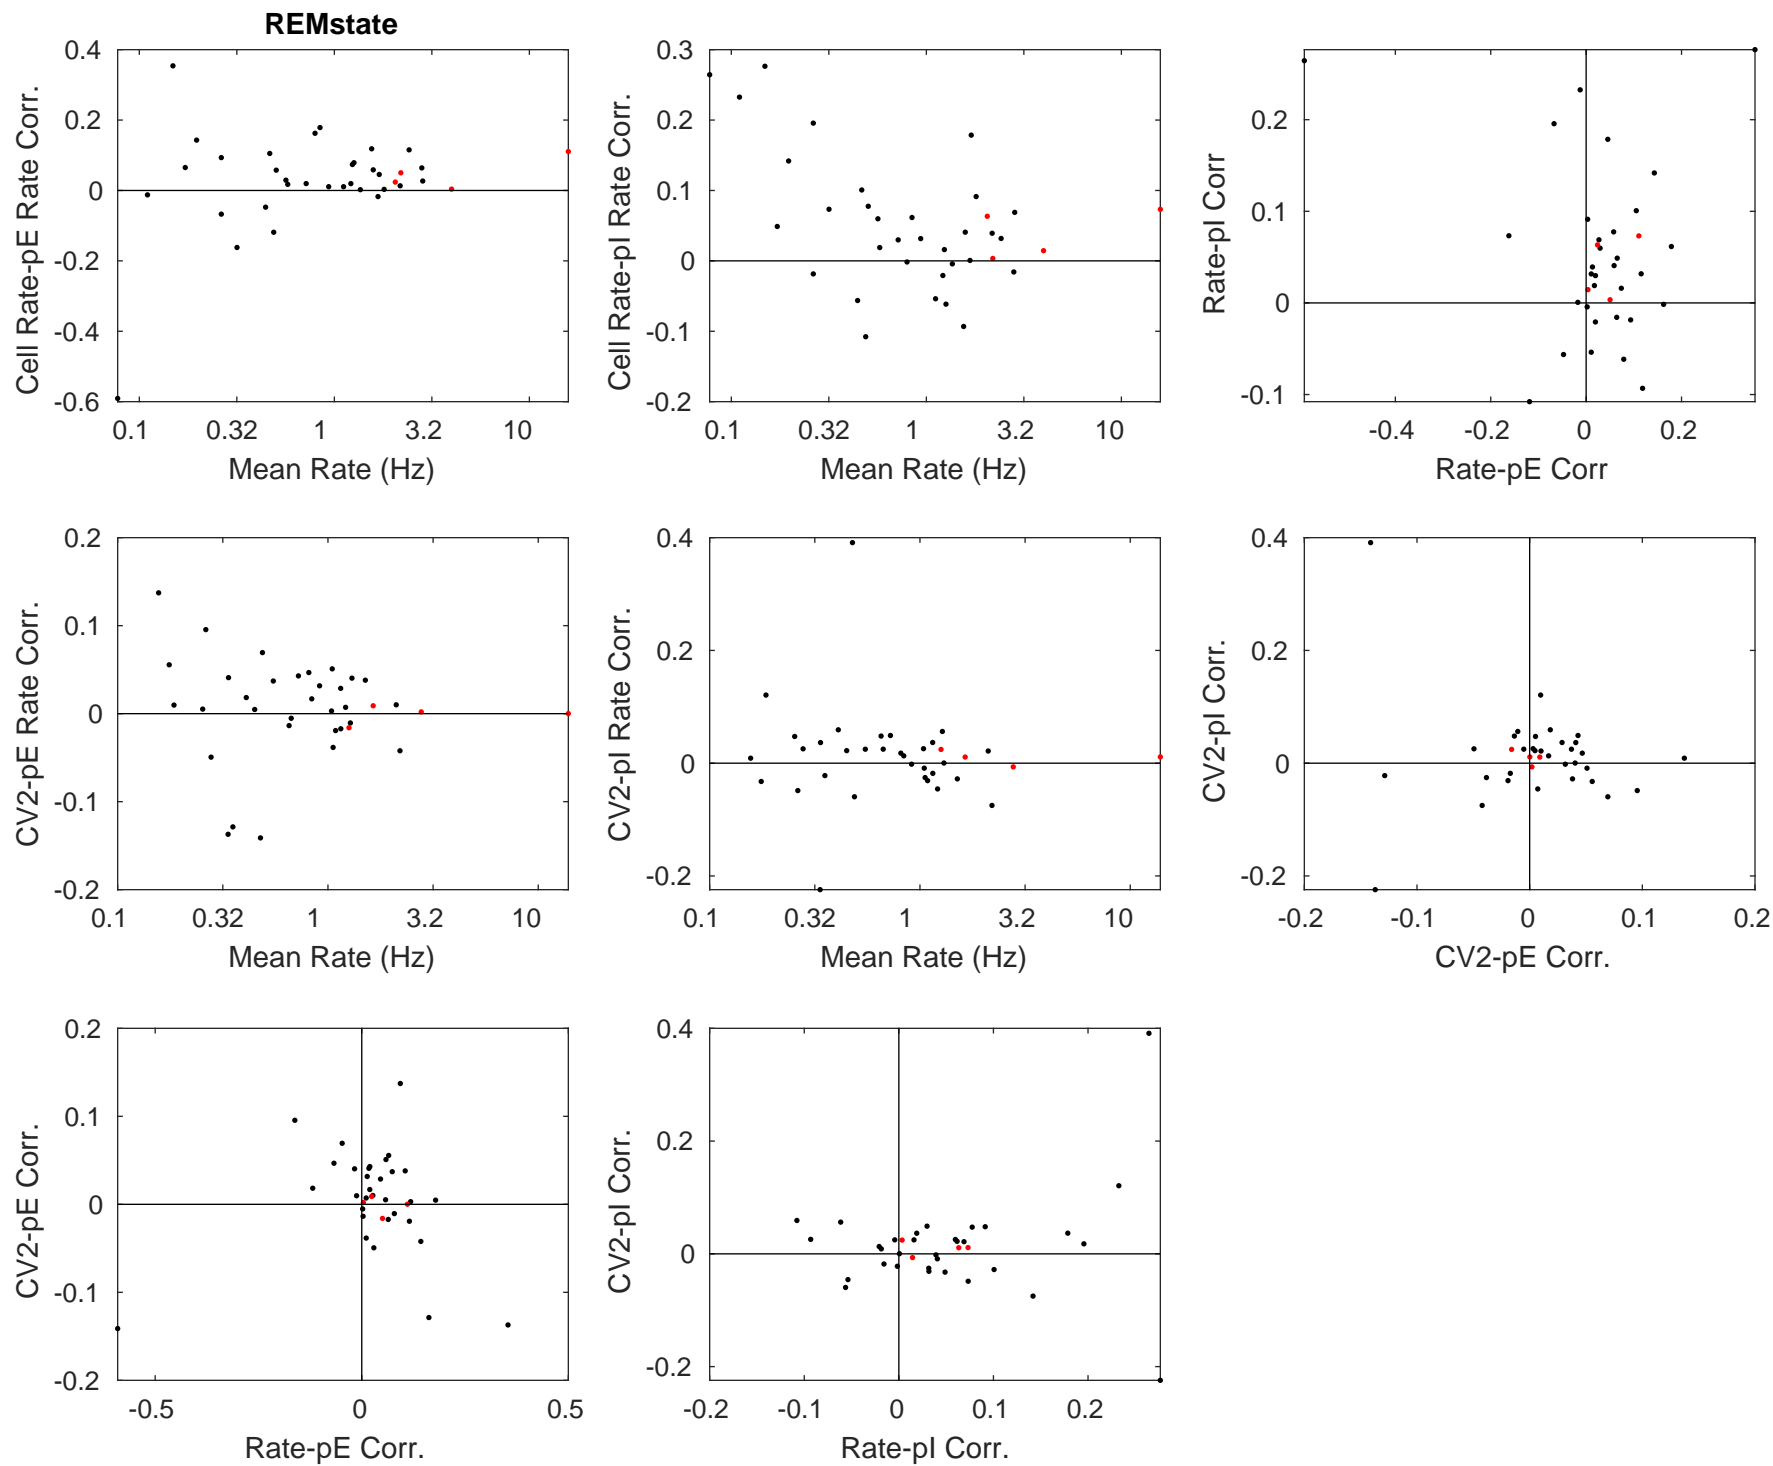 REMstate
0.4
0.2
0
-0.2
-0.4
-0.6
0.1 0.32 1 3.2 10
Mean Rate (Hz)
Cell Rate-pE Rate Corr.
0.3
0.2
0.1
0
-0.1
-0.2
0.1 0.32 1 3.2 10
Mean Rate (Hz)
Cell Rate-pI Rate Corr.
0.2
0.1
0
-0.1
-0.4 -0.2 0 0.2
Rate-pE Corr
Rate-pI Corr
0.2
0.1
0
-0.1
-0.2
0.1 0.32 1 3.2 10
Mean Rate (Hz)
CV2-pE Rate Corr.
0.4
0.2
0
-0.2
0.1 0.32 1 3.2 10
Mean Rate (Hz)
CV2-pI Rate Corr.
0.4
0.2
0
-0.2
-0.2 -0.1 0 0.1 0.2
CV2-pE Corr.
CV2-pI Corr.
0.2
0.1
0
-0.1
-0.2
-0.5 0 0.5
Rate-pE Corr.
CV2-pE Corr.
0.4
0.2
0
-0.2
-0.2 -0.1 0 0.1 0.2
Rate-pI Corr.
CV2-pI Corr.